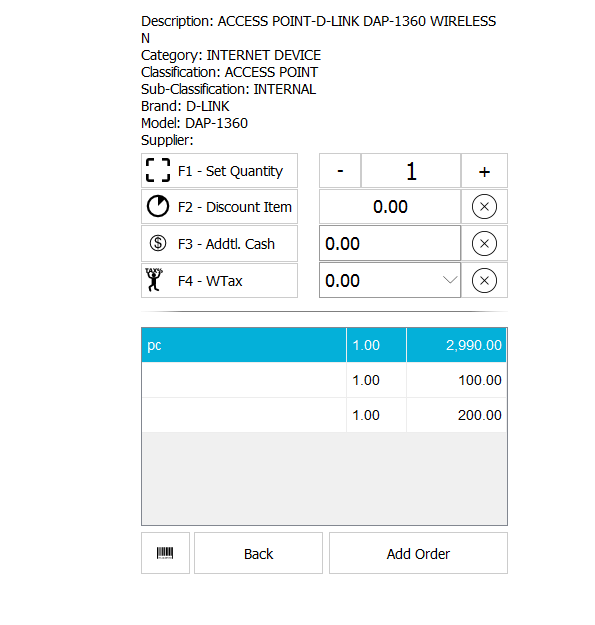 Description: ACCESS POINT-D-LINK DAP-1360 WIRELESS
N
Category: INTERNET DEVICE
Classification: ACCESS POINT
Sub-Classification: INTERNAL
Brand: D-LINK
Model: DAP-1360
Supplier:
F1 - Set Quantity - 1 +
F2 - Discount Item 0.00
$ F3 - Addtl. Cash 0.00
TAX% F4 - WTax 0.00
pc 1.00 2,990.00
1.00 100.00
1.00 200.00
Back Add Order